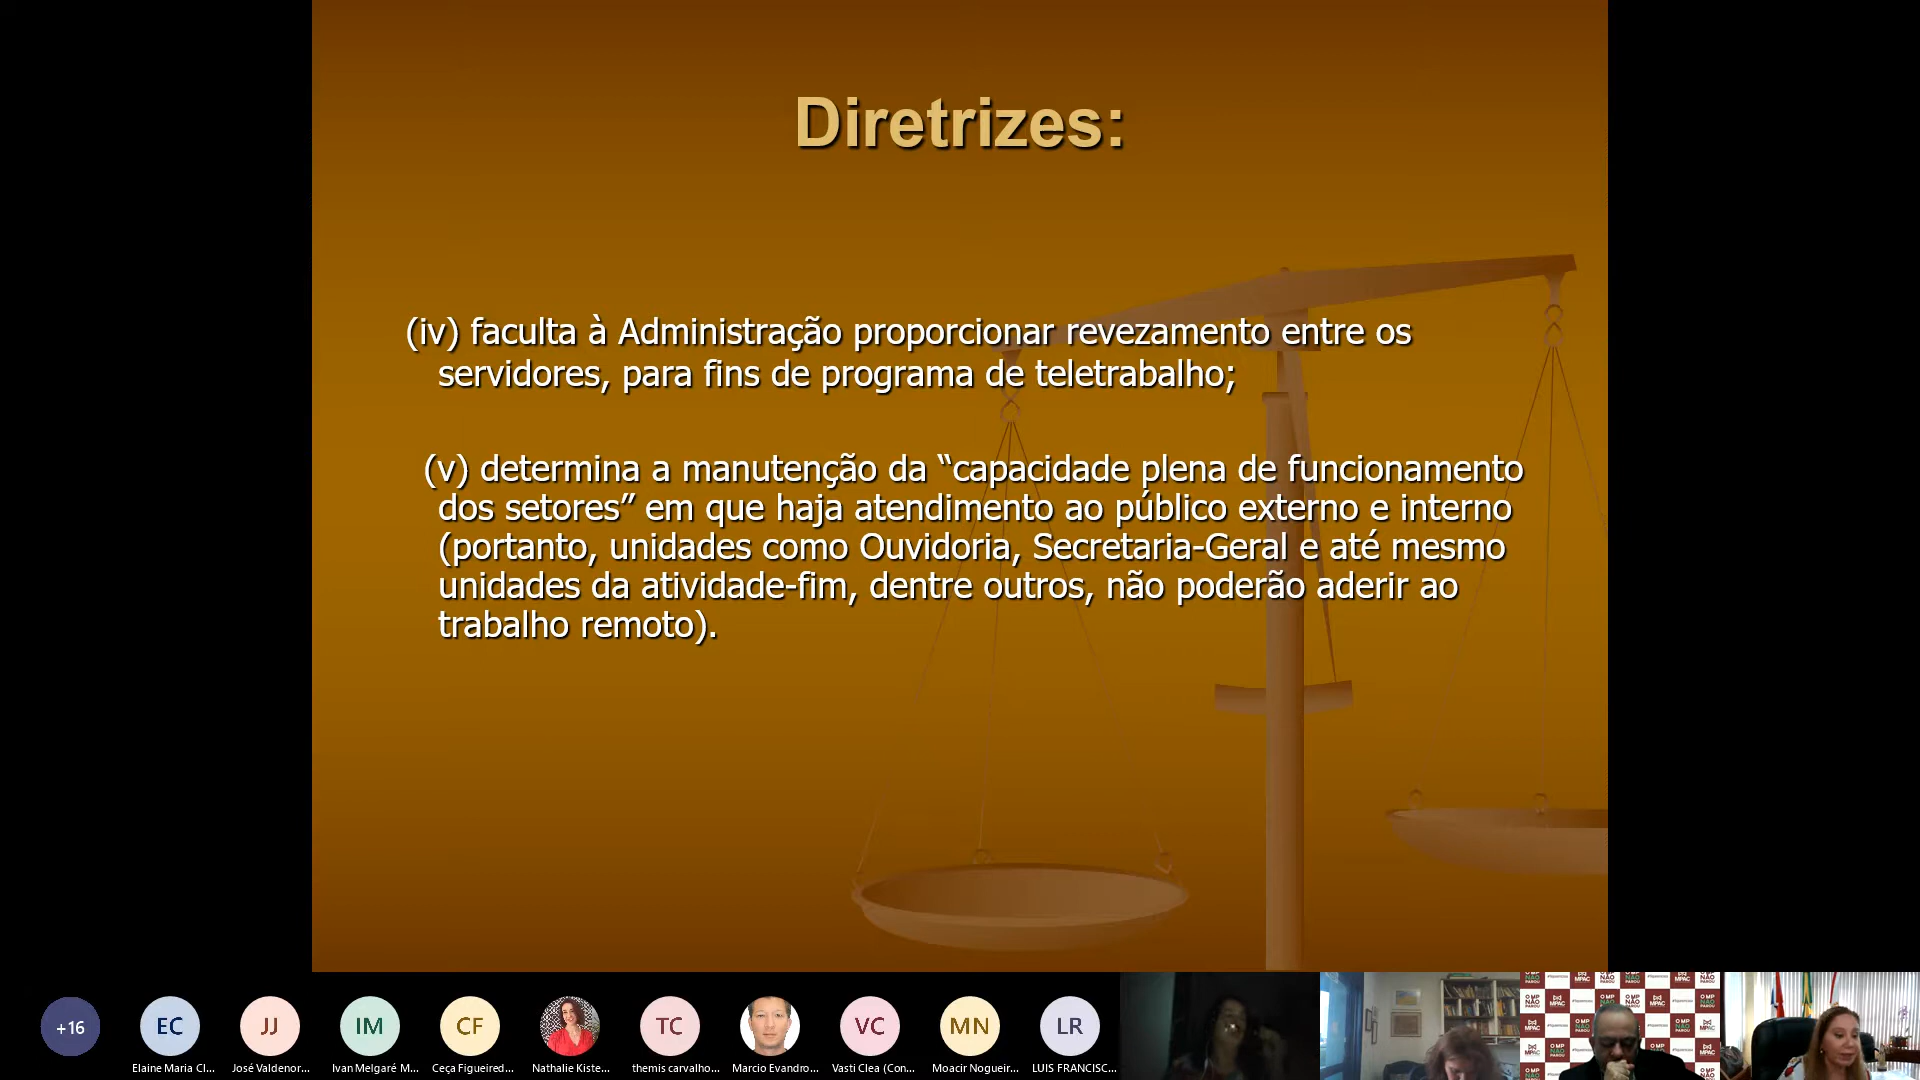 Diretrizes:
(iv) faculta à Administração proporcionar revezamento entre os
servidores, para fins de programa de teletrabalho;
(v) determina a manutenção da “capacidade plena de funcionamento
dos setores” em que haja atendimento ao público externo e interno
(portanto, unidades como Ouvidoria, Secretaria-Geral e até mesmo
unidades da atividade-fim, dentre outros, não poderão aderir ao
trabalho remoto).
+16 EC JJ IM CF TC VC MN LR
Elaine Maria Cl... José Valdenor... Ivan Melgaré M... Ceça Figueired... Nathalie Kiste... themis carvalho... Marcio Evandro... Vasti Clea (Con... Moacir Nogueir... LUIS FRANCISC...
O MP NÃO PAROU
MPAC